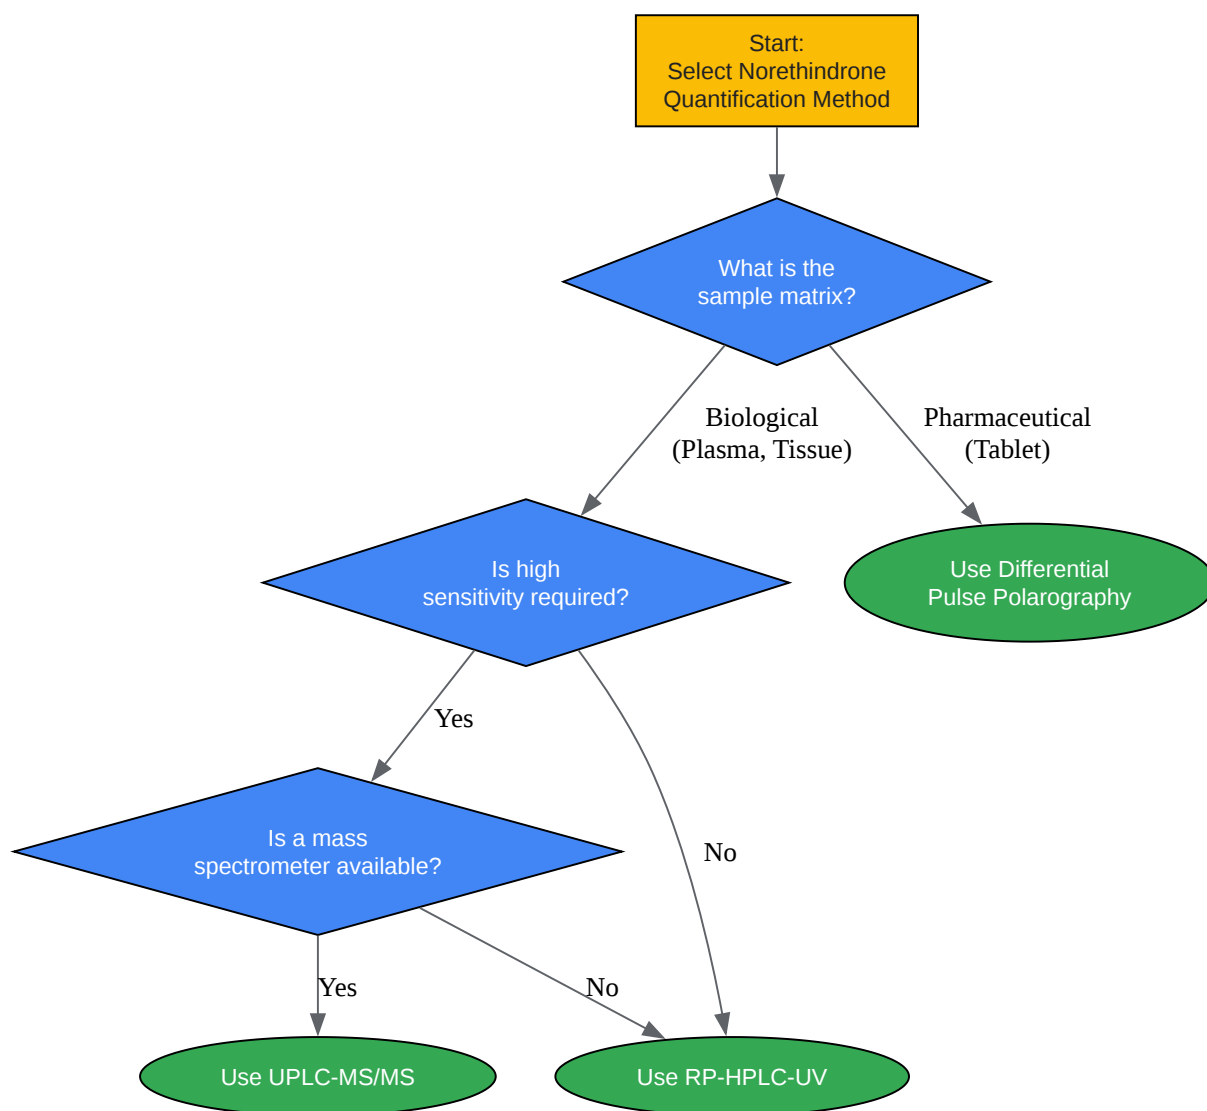 Start:
Select Norethindrone
Quantification Method
What is the
sample matrix?
Biological
(Plasma, Tissue)
Pharmaceutical
(Tablet)
Is high
sensitivity required?
Use Differential
Pulse Polarography
Yes
No
Is a mass
spectrometer available?
Yes
No
Use UPLC-MS/MS
Use RP-HPLC-UV